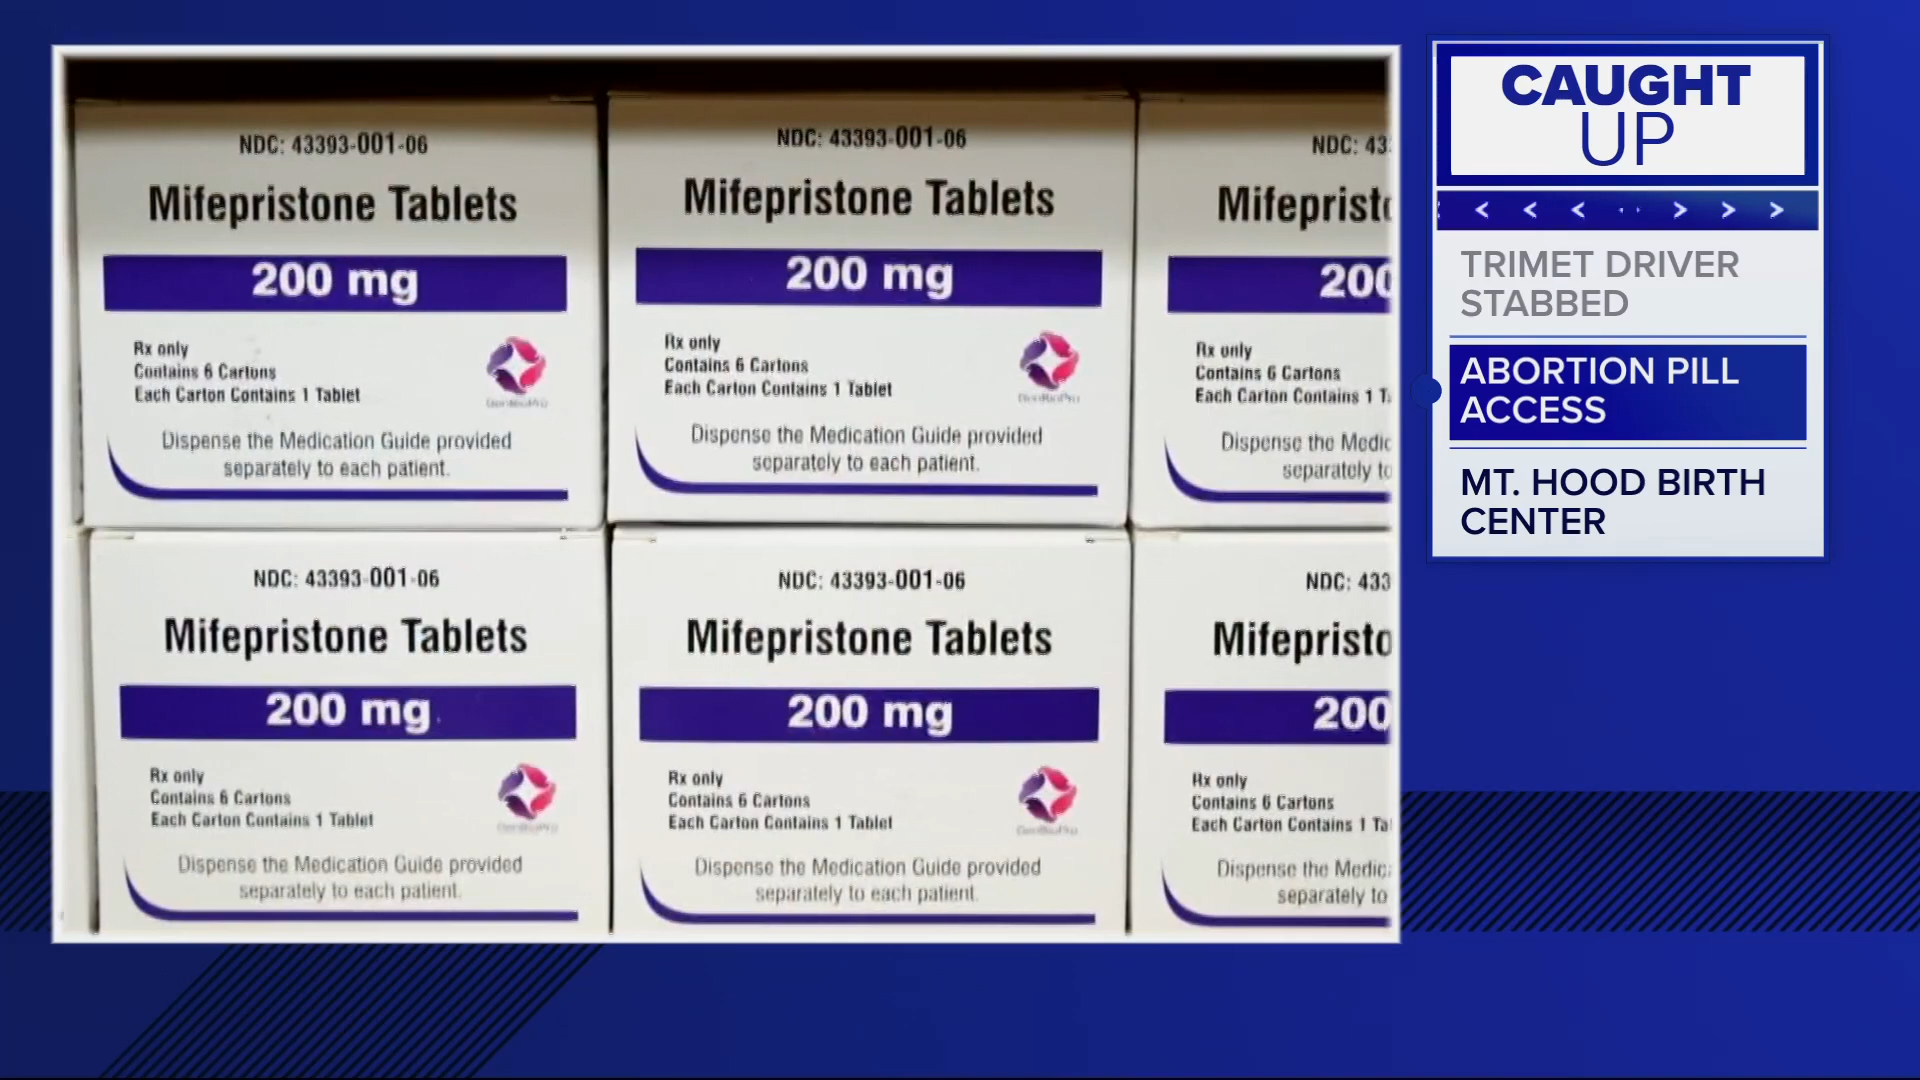 NDC: 43393-001-06
Mifepristone Tablets
200 mg
Rx only
Contains 6 Cartons
Each Carton Contains 1 Tablet
GenBioPro
Dispense the Medication Guide provided
separately to each patient.
NDC: 43393-001-06
Mifepristone Tablets
200 mg
Rx only
Contains 6 Cartons
Each Carton Contains 1 Tablet
GenBioPro
Dispense the Medication Guide provided
separately to each patient.
NDC: 43
Mifeprist
200
Rx only
Contains 6 Cartons
Each Carton Contains 1 T
Dispense the Medic
separately to
NDC: 43393-001-06
Mifepristone Tablets
200 mg
Rx only
Contains 6 Cartons
Each Carton Contains 1 Tablet
GenBioPro
Dispense the Medication Guide provided
separately to each patient.
NDC: 43393-001-06
Mifepristone Tablets
200 mg
Rx only
Contains 6 Cartons
Each Carton Contains 1 Tablet
GenBioPro
Dispense the Medication Guide provided
separately to each patient.
NDC: 433
Mifepristo
200
Rx only
Contains 6 Cartons
Each Carton Contains 1 Ta
Dispense the Medic
separately to
CAUGHT
UP
TRIMET DRIVER
STABBED
ABORTION PILL
ACCESS
MT. HOOD BIRTH
CENTER